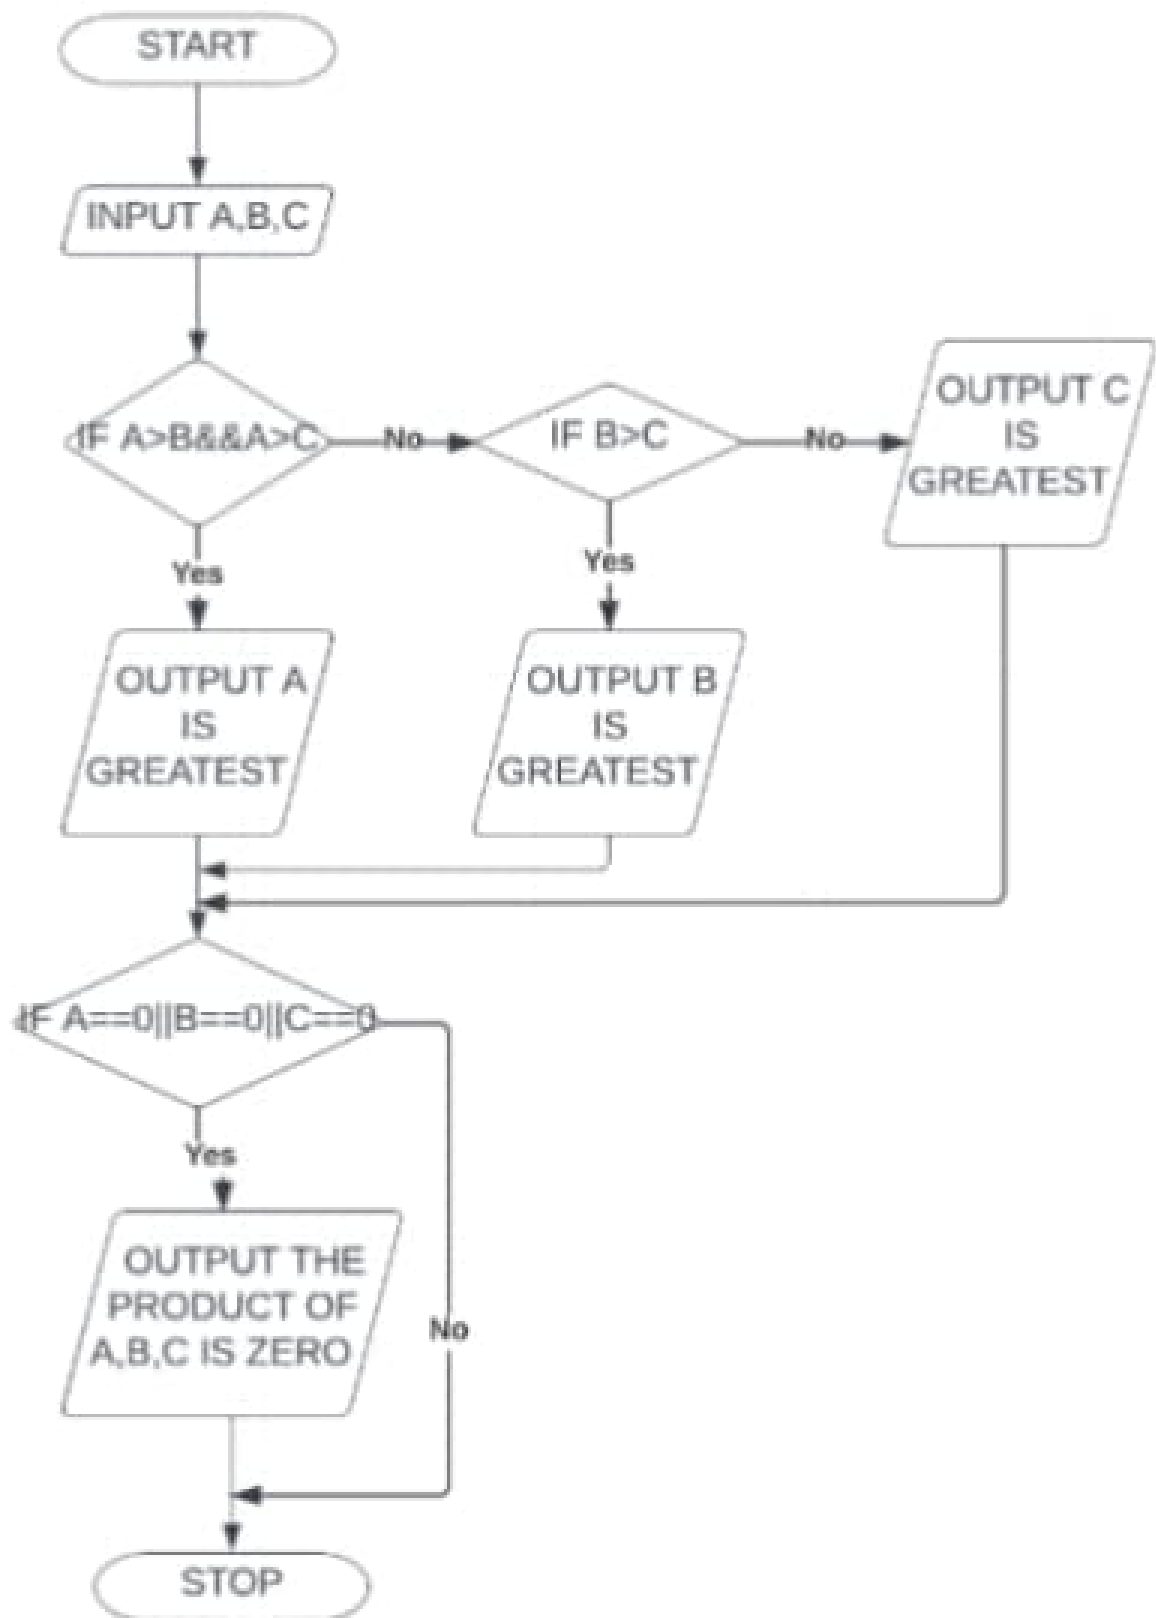 START
INPUT A,B,C
IF A>B&&A>C
No
IF B>C
No
OUTPUT C
IS
GREATEST
Yes
Yes
OUTPUT A
IS
GREATEST
OUTPUT B
IS
GREATEST
IF A==0||B==0||C==0
Yes
OUTPUT THE
PRODUCT OF
A,B,C IS ZERO
No
STOP